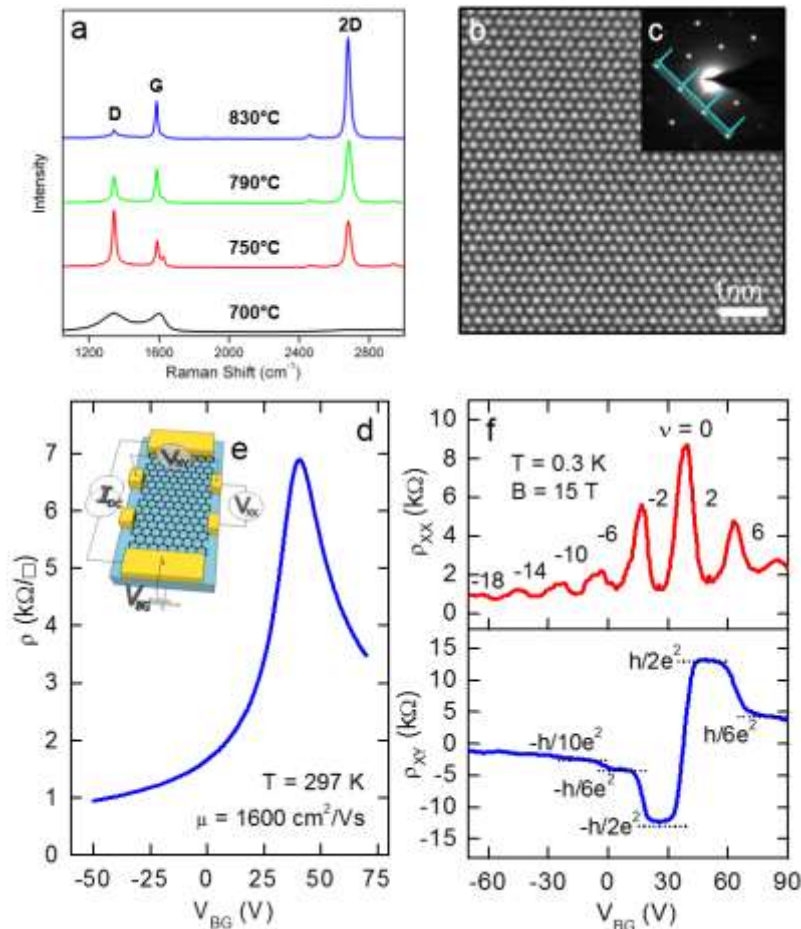 a
D
G
2D
830°C
790°C
750°C
700°C
Intensity
1200 1600 2000 2400 2800
Raman Shift (cm⁻¹)
b
c
1nm
d
e
I_DC
V_XY
V_XX
V_BG
ρ (kΩ/□)
7
6
5
4
3
2
1
0
T = 297 K
μ = 1600 cm²/Vs
-50 -25 0 25 50 75
V_BG (V)
f
ν = 0
T = 0.3 K
B = 15 T
-18 -14 -10 -6 -2 2 6
ρ_XX (kΩ)
10
8
6
4
2
0
ρ_XY (kΩ)
15
10
5
0
-5
-10
-15
h/2e²
h/6e²
-h/10e²
-h/6e²
-h/2e²
-60 -30 0 30 60 90
V_BG (V)